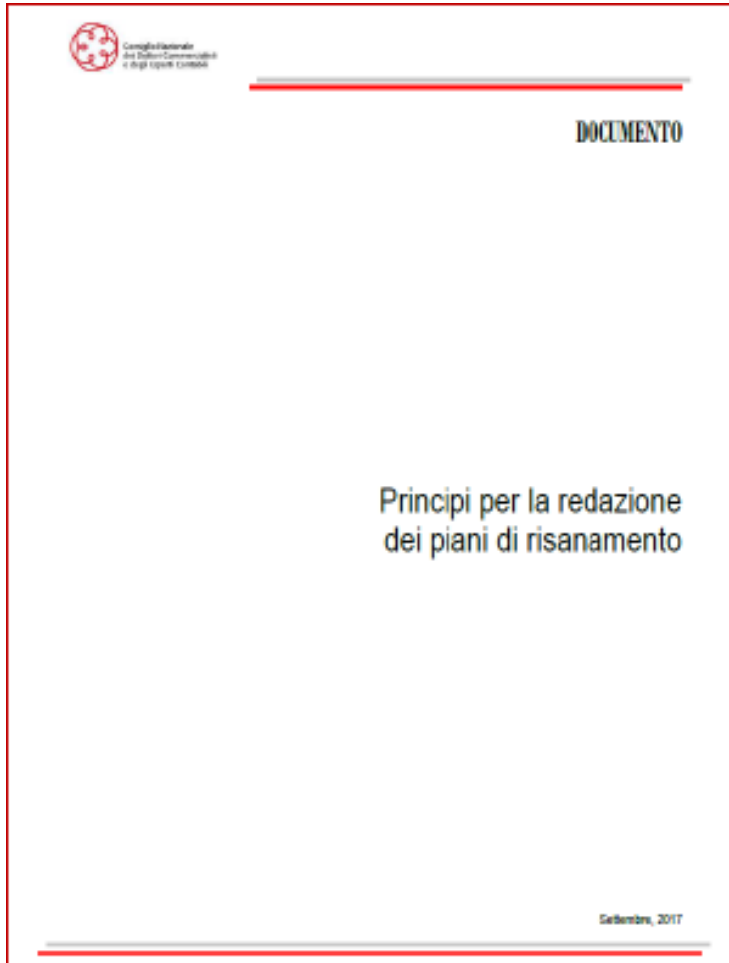 Consiglio Nazionale
dei Dottori Commercialisti
e degli Esperti Contabili
DOCUMENTO
Principi per la redazione
dei piani di risanamento
Settembre, 2017